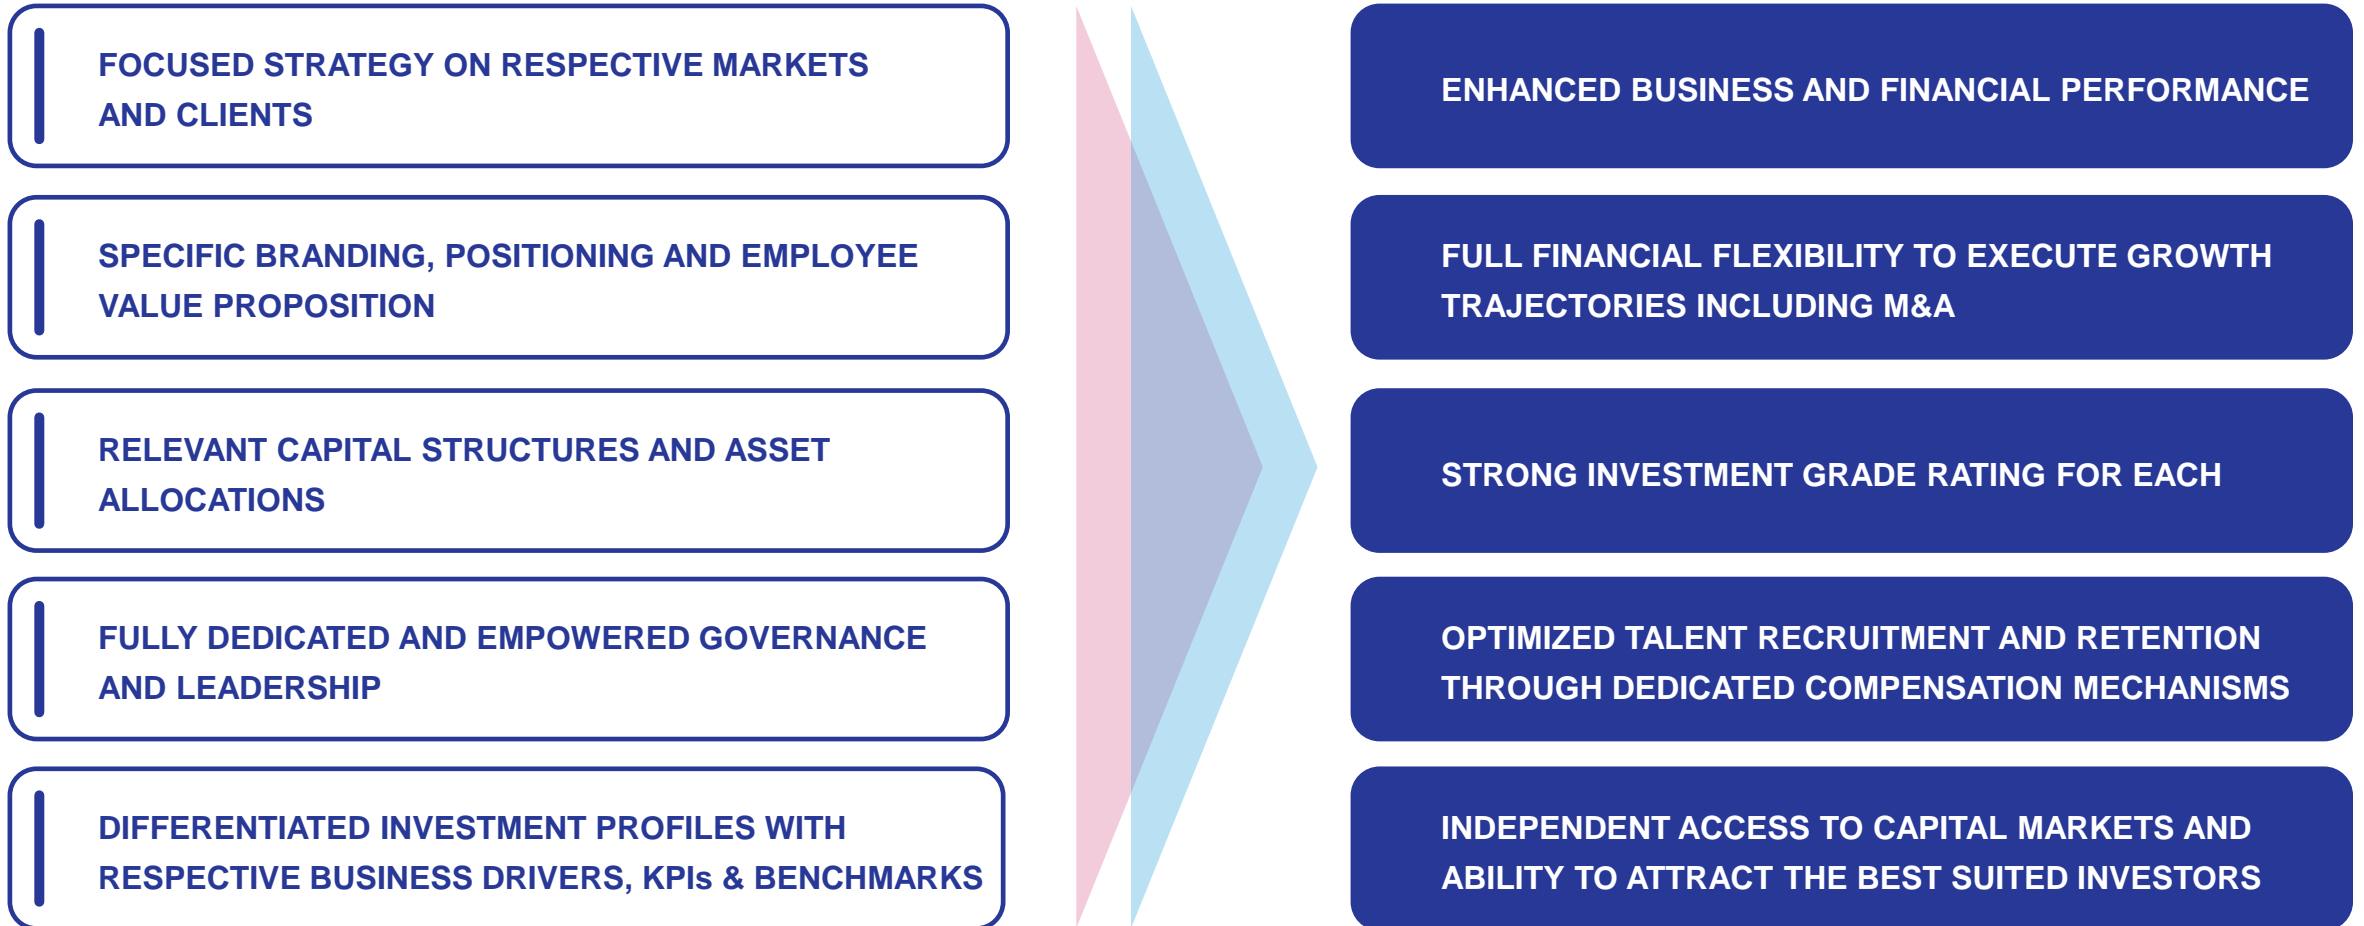 FOCUSED STRATEGY ON RESPECTIVE MARKETS
AND CLIENTS
SPECIFIC BRANDING, POSITIONING AND EMPLOYEE
VALUE PROPOSITION
RELEVANT CAPITAL STRUCTURES AND ASSET
ALLOCATIONS
FULLY DEDICATED AND EMPOWERED GOVERNANCE
AND LEADERSHIP
DIFFERENTIATED INVESTMENT PROFILES WITH
RESPECTIVE BUSINESS DRIVERS, KPIs & BENCHMARKS
ENHANCED BUSINESS AND FINANCIAL PERFORMANCE
FULL FINANCIAL FLEXIBILITY TO EXECUTE GROWTH
TRAJECTORIES INCLUDING M&A
STRONG INVESTMENT GRADE RATING FOR EACH
OPTIMIZED TALENT RECRUITMENT AND RETENTION
THROUGH DEDICATED COMPENSATION MECHANISMS
INDEPENDENT ACCESS TO CAPITAL MARKETS AND
ABILITY TO ATTRACT THE BEST SUITED INVESTORS